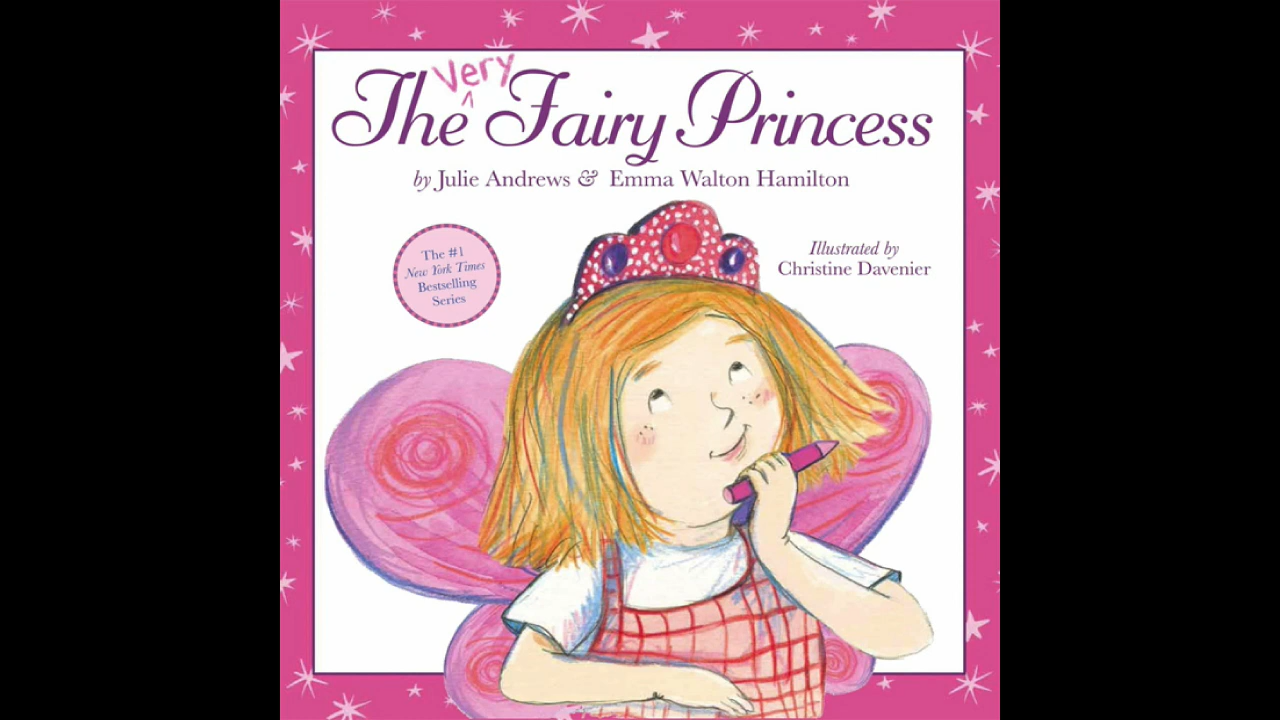 The Very Fairy Princess
by Julie Andrews & Emma Walton Hamilton
The #1
New York Times
Bestselling
Series
Illustrated by
Christine Davenier